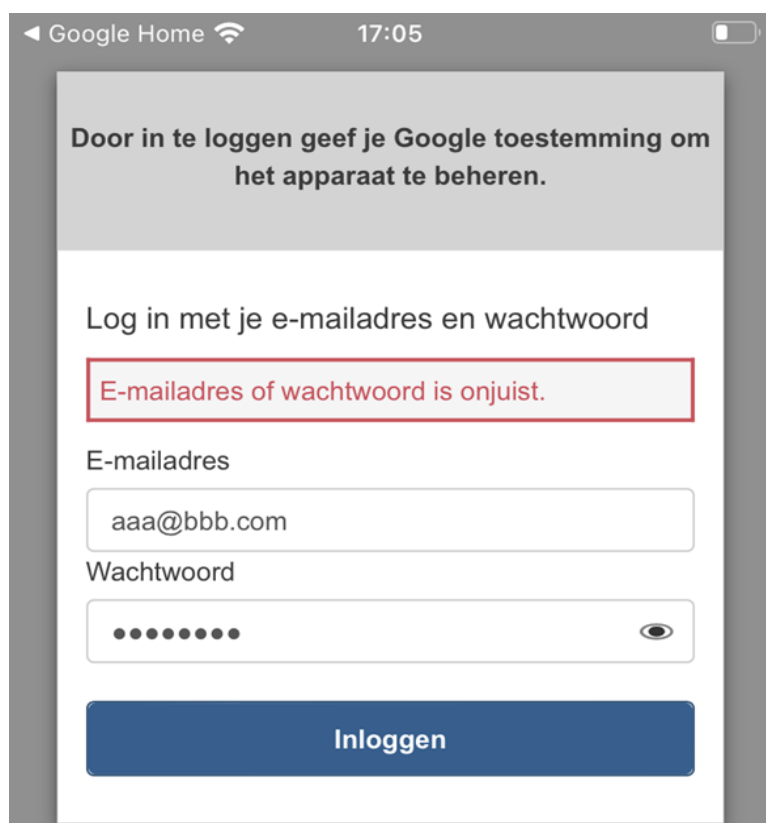 ◀ Google Home 17:05
Door in te loggen geef je Google toestemming om
het apparaat te beheren.
Log in met je e-mailadres en wachtwoord
E-mailadres of wachtwoord is onjuist.
E-mailadres
aaa@bbb.com
Wachtwoord
••••••••
Inloggen